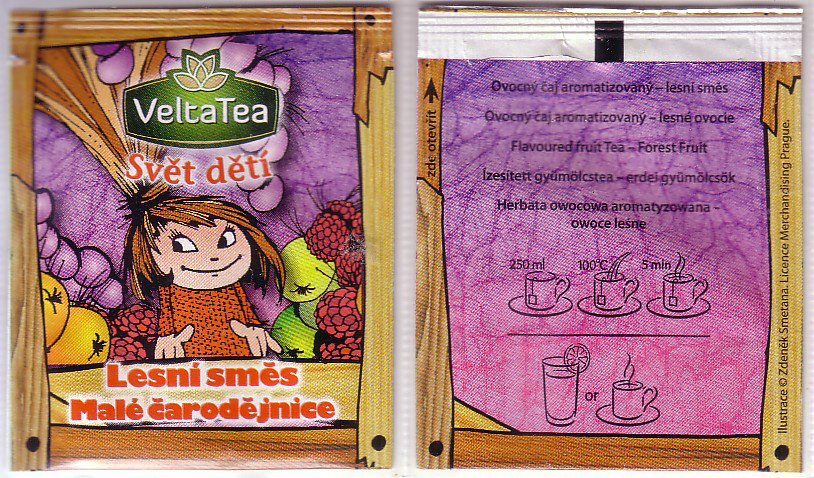 VeltaTea
Svět dětí
Lesní směs
Malé čarodějnice
zde otevřít
Ovocný čaj aromatizovaný – lesní směs
Ovocný čaj aromatizovaný – lesné ovocie
Flavoured fruit Tea – Forest Fruit
Ízesített gyümölcstea – erdei gyümölcsök
Herbata owocowa aromatyzowana –
owoce leśne
250 ml 100°C 5 min
or
Ilustrace © Zdeněk Smetana. Licence Merchandising Prague.